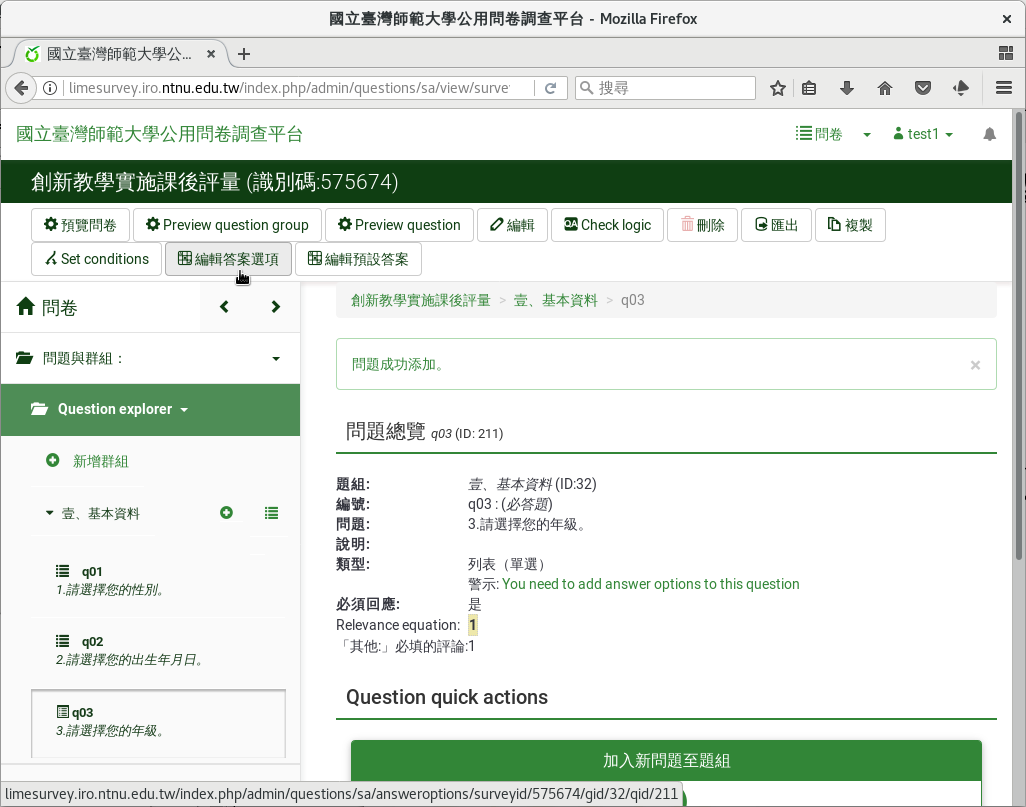 國立臺灣師範大學公用問卷調查平台 - Mozilla Firefox
國立臺灣師範大學公...
limesurvey.iro.ntnu.edu.tw/index.php/admin/questions/sa/view/surve
搜尋
國立臺灣師範大學公用問卷調查平台
問卷
test1
創新教學實施課後評量 (識別碼:575674)
預覽問卷 Preview question group Preview question 編輯 Check logic 刪除 匯出 複製
Set conditions 編輯答案選項 編輯預設答案
問卷
創新教學實施課後評量 > 壹、基本資料 > q03
問題與群組：
問題成功添加。 ×
Question explorer
問題總覽 q03 (ID: 211)
新增群組
壹、基本資料
題組: 壹、基本資料 (ID:32)
編號: q03 : (必答題)
問題: 3.請選擇您的年級。
說明:
類型: 列表（單選）
警示: You need to add answer options to this question
必須回應: 是
Relevance equation: 1
「其他:」必填的評論:1
q01
1.請選擇您的性別。
q02
2.請選擇您的出生年月日。
q03
3.請選擇您的年級。
Question quick actions
加入新問題至題組
limesurvey.iro.ntnu.edu.tw/index.php/admin/questions/sa/answeroptions/surveyid/575674/gid/32/qid/211